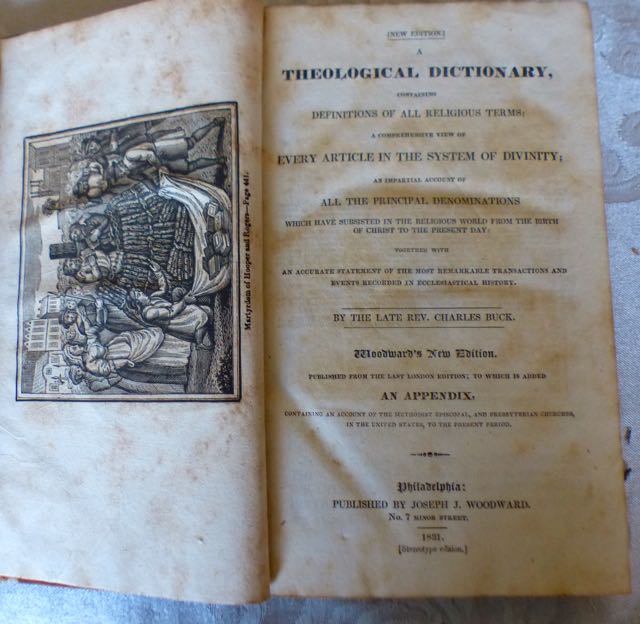 Martyrdom of Hooper and Rogers—Page 441.
[NEW EDITION]
A
THEOLOGICAL DICTIONARY,
CONTAINING
DEFINITIONS OF ALL RELIGIOUS TERMS;
A COMPREHENSIVE VIEW OF
EVERY ARTICLE IN THE SYSTEM OF DIVINITY;
AN IMPARTIAL ACCOUNT OF
ALL THE PRINCIPAL DENOMINATIONS
WHICH HAVE SUBSISTED IN THE RELIGIOUS WORLD FROM THE BIRTH
OF CHRIST TO THE PRESENT DAY:
TOGETHER WITH
AN ACCURATE STATEMENT OF THE MOST REMARKABLE TRANSACTIONS AND
EVENTS RECORDED IN ECCLESIASTICAL HISTORY.
BY THE LATE REV. CHARLES BUCK.
Woodward's New Edition.
PUBLISHED FROM THE LAST LONDON EDITION; TO WHICH IS ADDED
AN APPENDIX,
CONTAINING AN ACCOUNT OF THE METHODIST EPISCOPAL, AND PRESBYTERIAN CHURCHES,
IN THE UNITED STATES, TO THE PRESENT PERIOD.
Philadelphia:
PUBLISHED BY JOSEPH J. WOODWARD.
No. 7 MINOR STREET,
1831.
[Stereotype edition.]